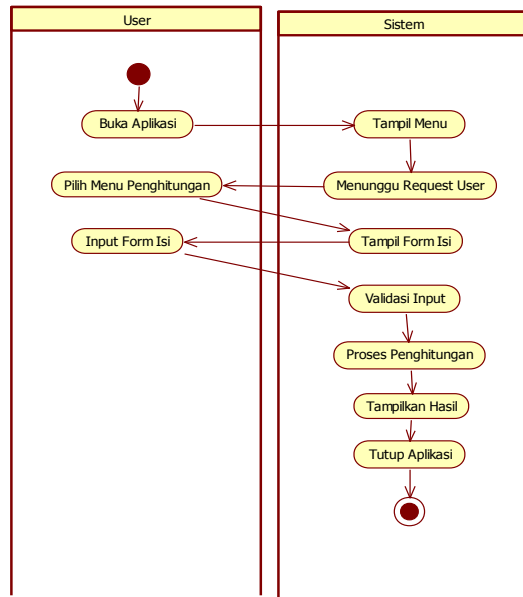 User
Sistem
Buka Aplikasi
Tampil Menu
Pilih Menu Penghitungan
Menunggu Request User
Input Form Isi
Tampil Form Isi
Validasi Input
Proses Penghitungan
Tampilkan Hasil
Tutup Aplikasi